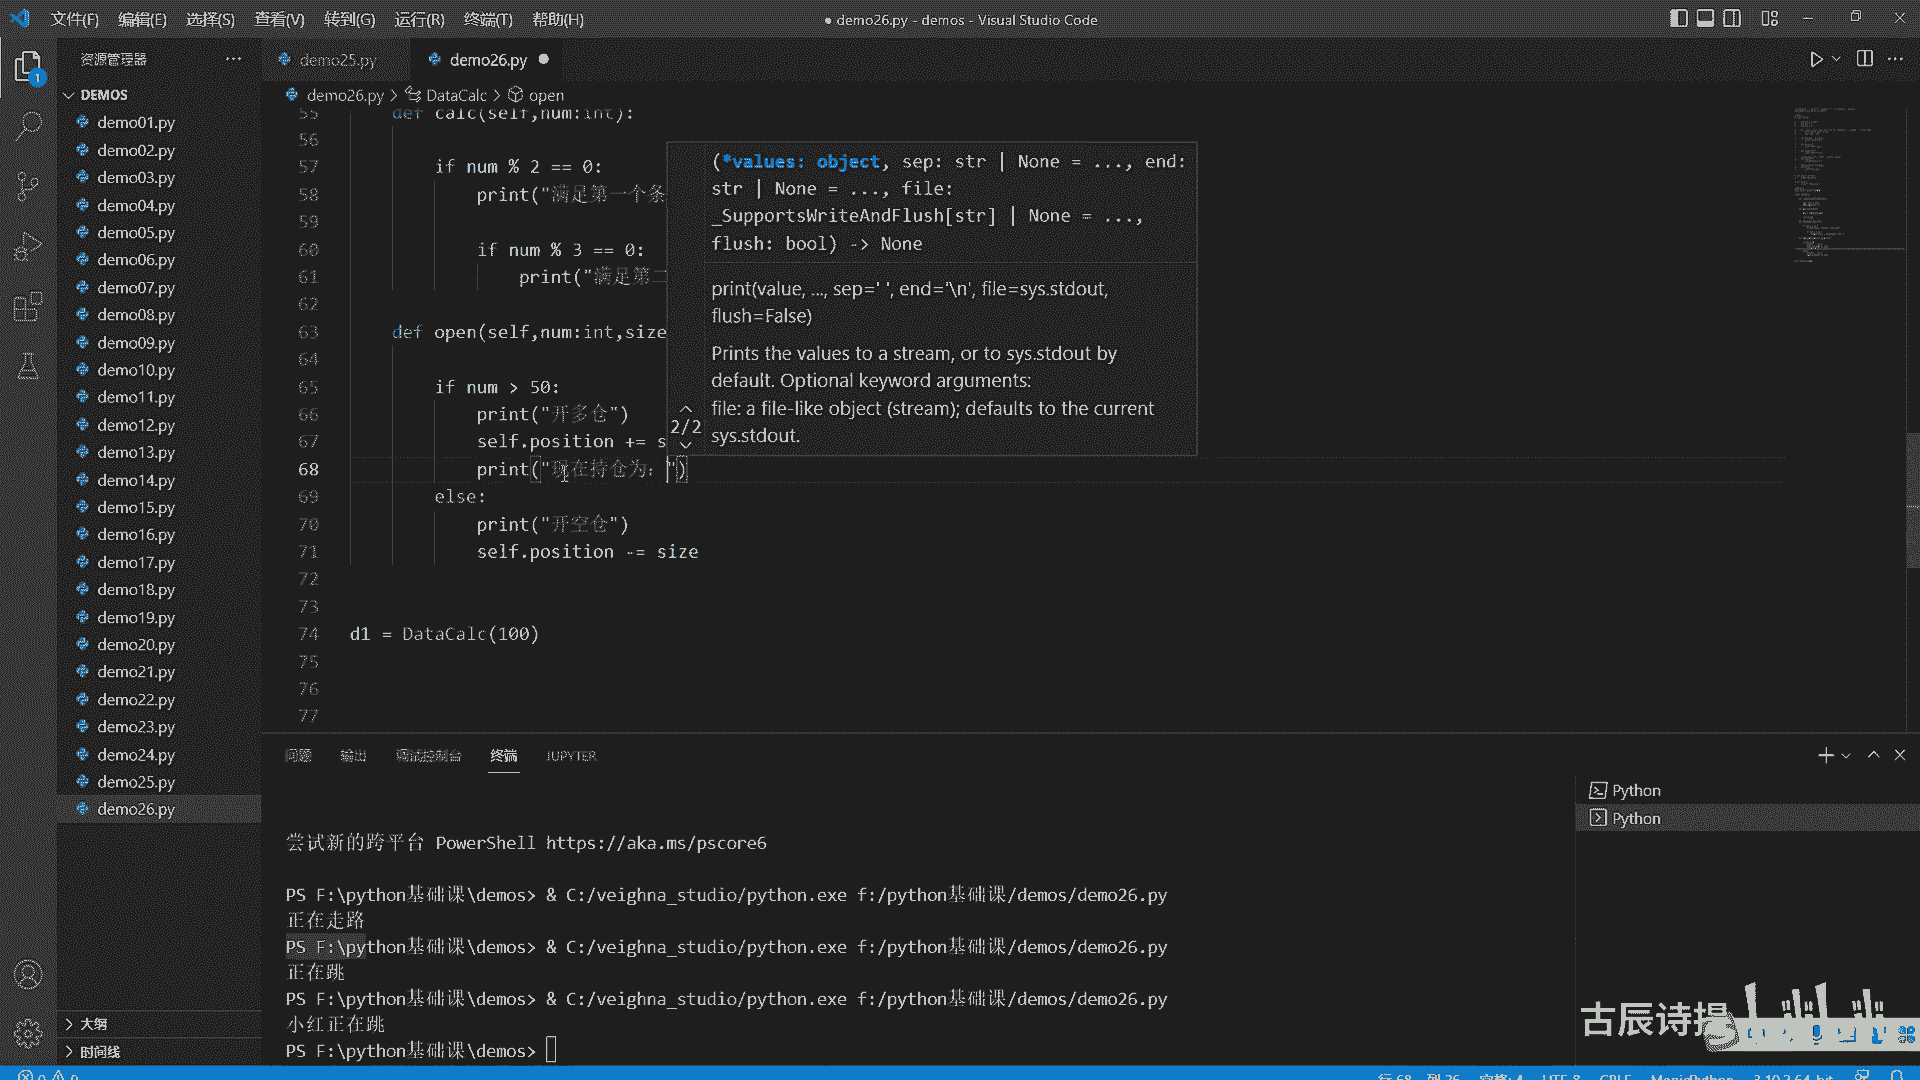 文件(F) 编辑(E) 选择(S) 查看(V) 转到(G) 运行(R) 终端(T) 帮助(H)
● demo26.py - demos - Visual Studio Code
资源管理器
demo25.py
demo26.py
DEMOS
demo26.py > DataCalc > open
demo01.py
demo02.py
demo03.py
demo04.py
demo05.py
demo06.py
demo07.py
demo08.py
demo09.py
demo10.py
demo11.py
demo12.py
demo13.py
demo14.py
demo15.py
demo16.py
demo17.py
demo18.py
demo19.py
demo20.py
demo21.py
demo22.py
demo23.py
demo24.py
demo25.py
demo26.py
大纲
时间线
1
55 def calc(self,num:int):
56
57 if num % 2 == 0:
58 print("满足第一个条
59
60 if num % 3 == 0:
61 print("满足第二
62
63 def open(self,num:int,size
64
65 if num > 50:
66 print("开多仓")
67 self.position += s
68 print("现在持仓为: ")
69 else:
70 print("开空仓")
71 self.position -= size
72
73
74 d1 = DataCalc(100)
75
76
77
(*values: object, sep: str | None = ..., end:
str | None = ..., file:
_SupportsWriteAndFlush[str] | None = ...,
flush: bool) -> None
print(value, ..., sep=' ', end='\n', file=sys.stdout,
flush=False)
Prints the values to a stream, or to sys.stdout by
default. Optional keyword arguments:
file: a file-like object (stream); defaults to the current
sys.stdout.
2/2
问题 输出 调试控制台 终端 JUPYTER
Python
Python
尝试新的跨平台 PowerShell https://aka.ms/pscore6
PS F:\python基础课\demos> & C:/veighna_studio/python.exe f:/python基础课/demos/demo26.py
正在走路
PS F:\python基础课\demos> & C:/veighna_studio/python.exe f:/python基础课/demos/demo26.py
正在跳
PS F:\python基础课\demos> & C:/veighna_studio/python.exe f:/python基础课/demos/demo26.py
小红正在跳
PS F:\python基础课\demos>
古辰诗提
行 68, 列 26 空格: 4 UTF-8 CRLF MagicPython 3.10.2 64-bit